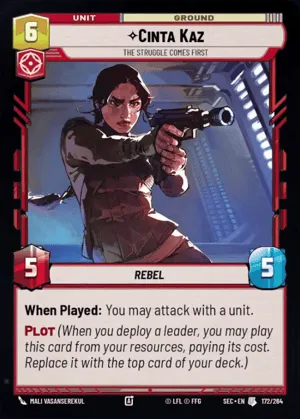 UNIT GROUND
6
✧CINTA KAZ
THE STRUGGLE COMES FIRST
5
5
REBEL
When Played: You may attack with a unit.
PLOT (When you deploy a leader, you may play
this card from your resources, paying its cost.
Replace it with the top card of your deck.)
MALI VASANSEREKUL © LFL © FFG SEC•EN 172/264